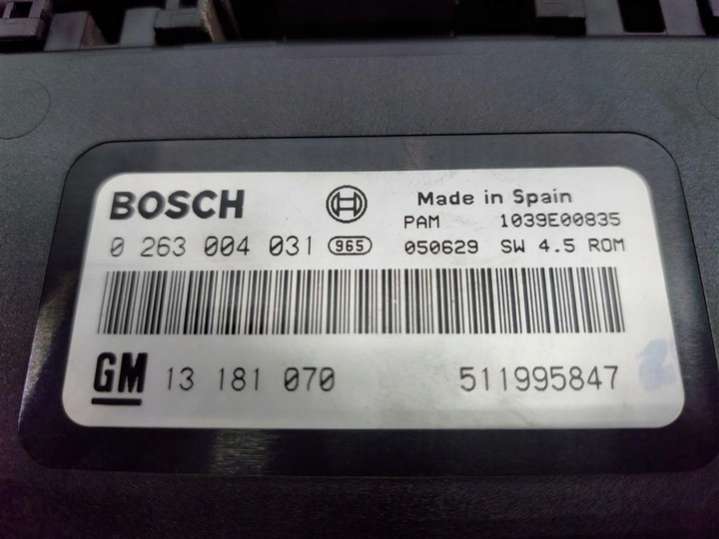 BOSCH
Made in Spain
PAM 1039E00835
0 263 004 031 965
050629 SW 4.5 ROM
GM 13 181 070 511995847